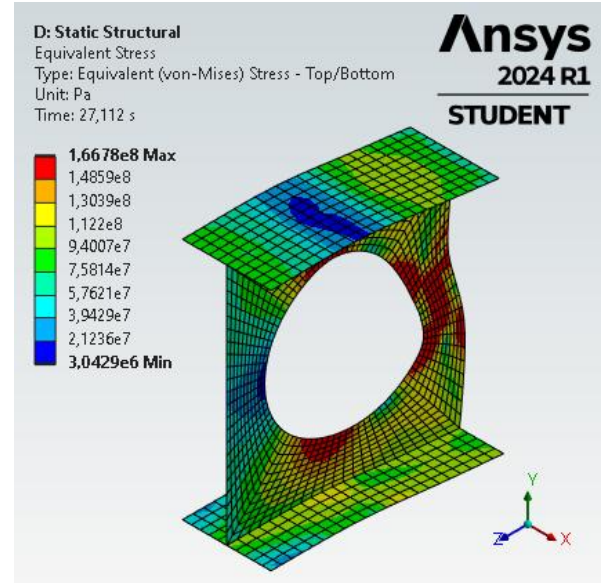 D: Static Structural
Equivalent Stress
Type: Equivalent (von-Mises) Stress - Top/Bottom
Unit: Pa
Time: 27,112 s
Ansys
2024 R1
STUDENT
1,6678e8 Max
1,4859e8
1,3039e8
1,122e8
9,4007e7
7,5814e7
5,7621e7
3,9429e7
2,1236e7
3,0429e6 Min
Y
Z
X